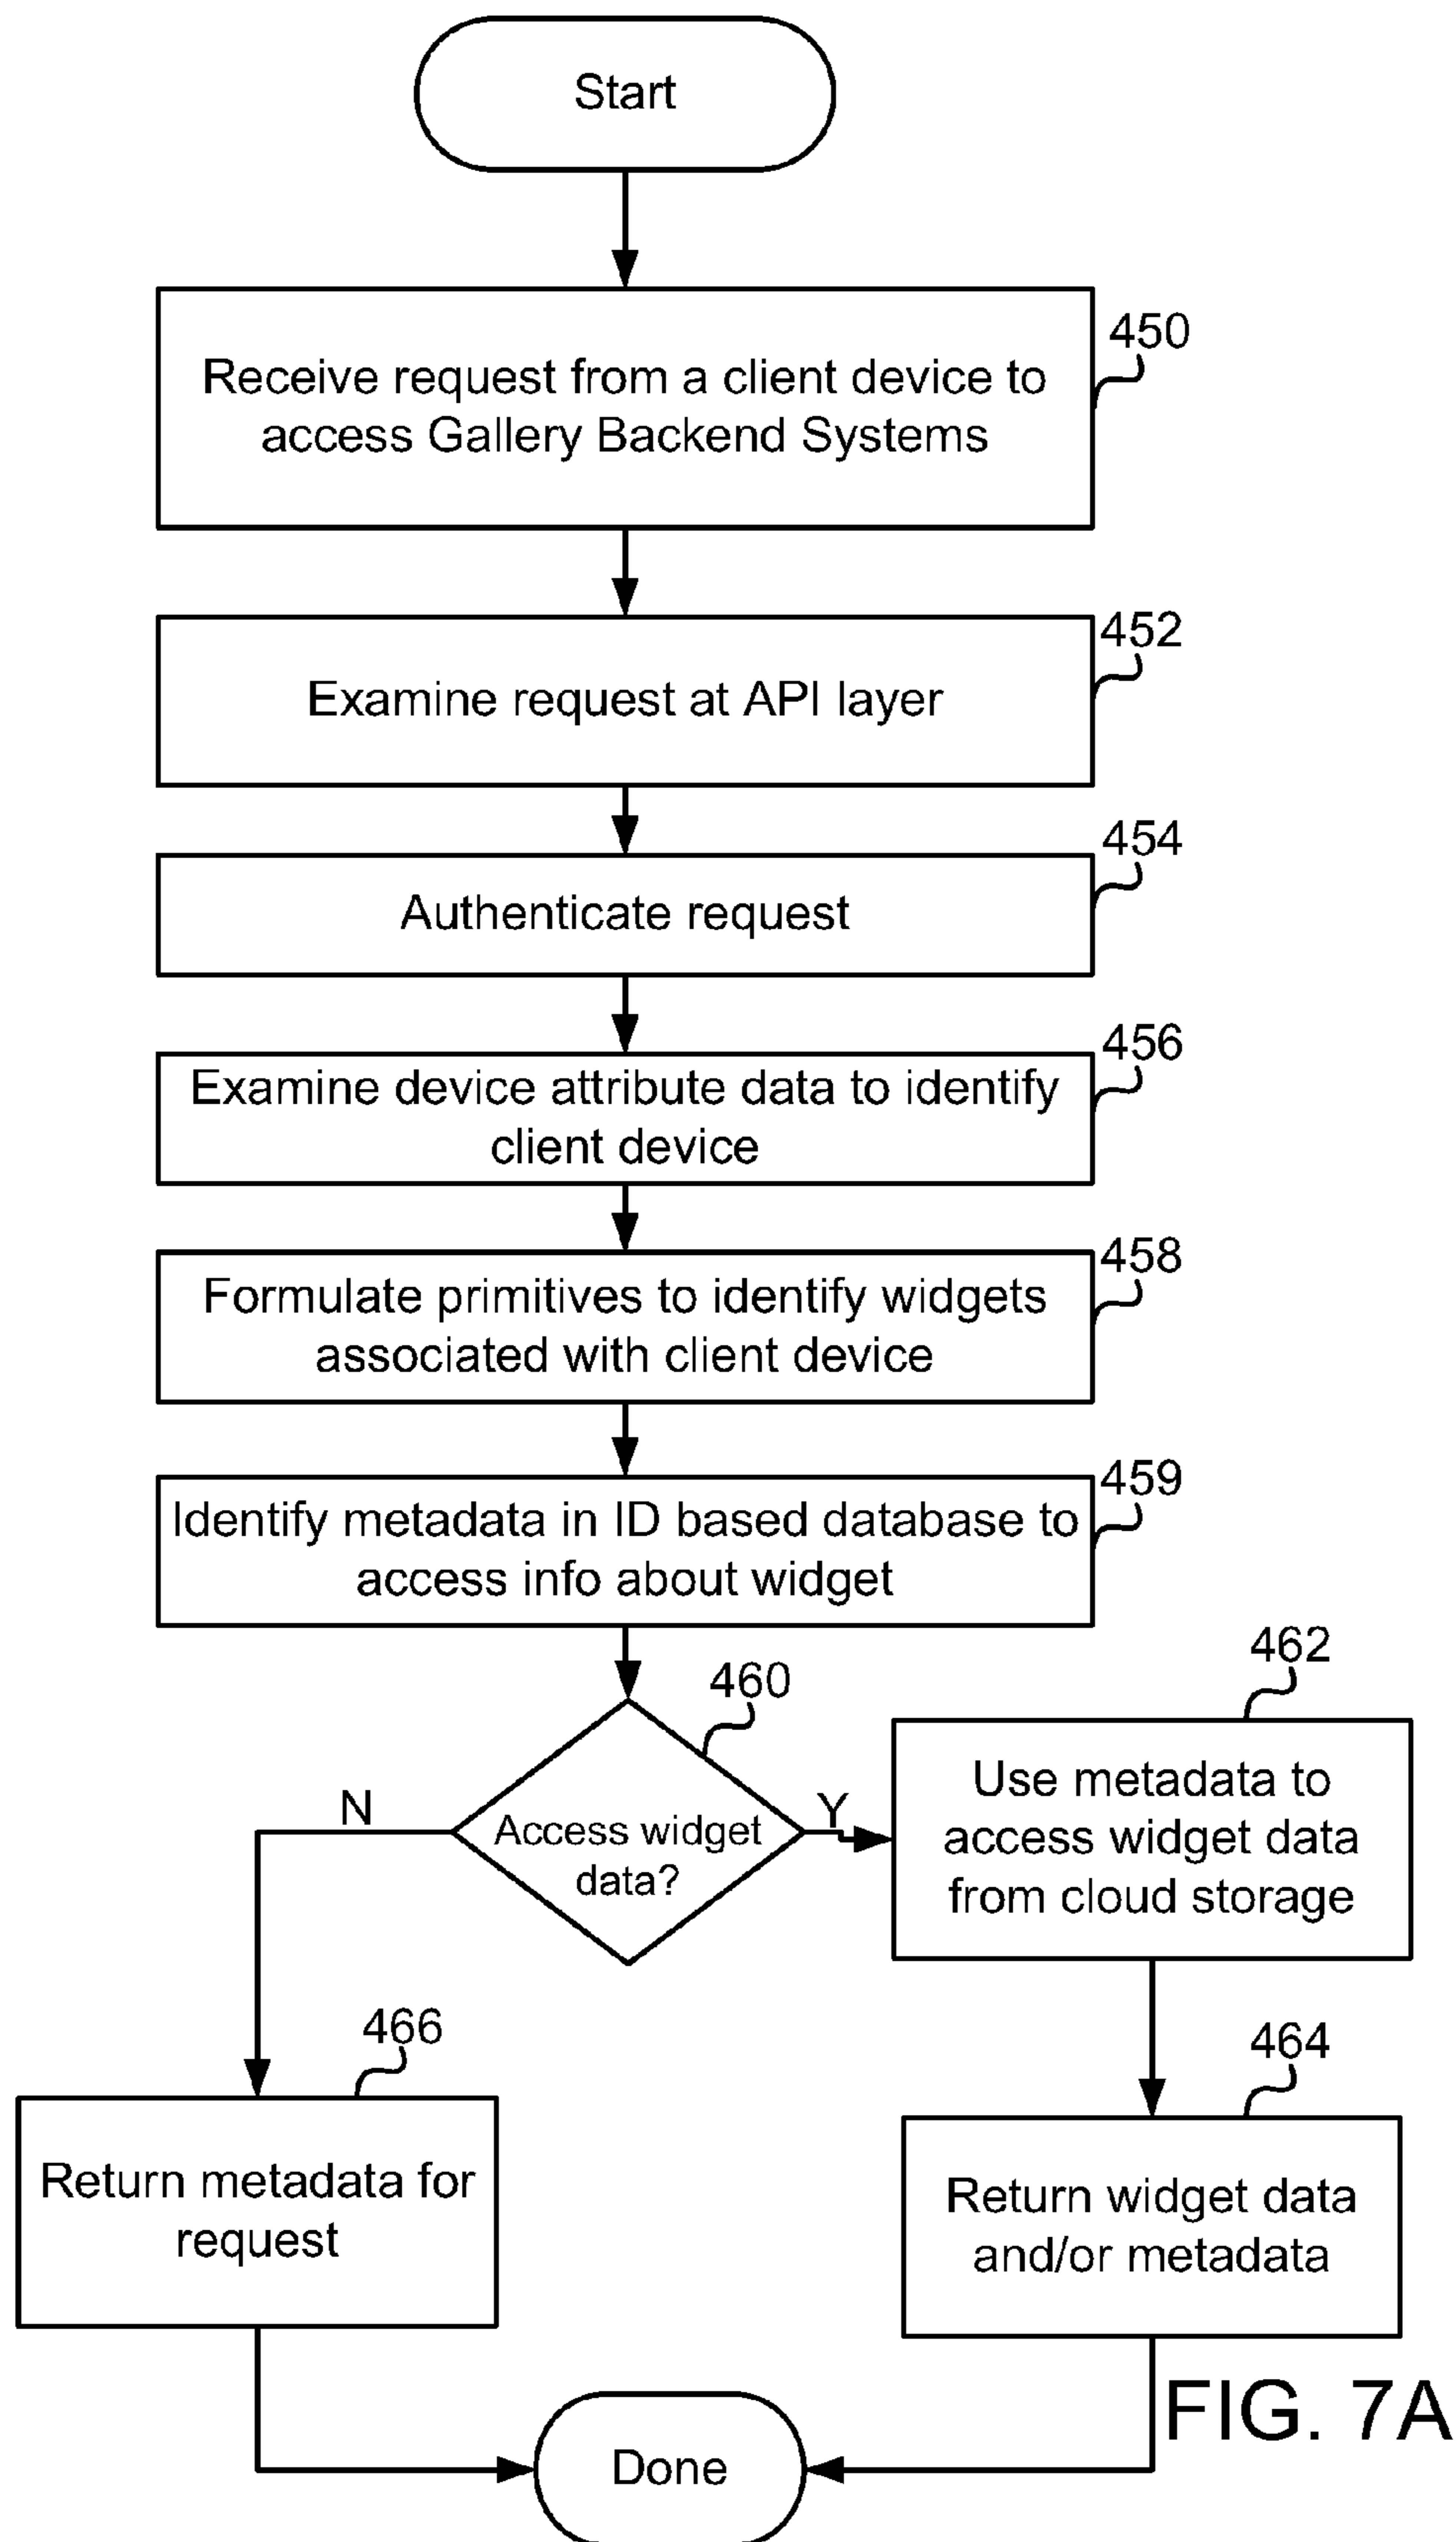 Start
450
Receive request from a client device to
access Gallery Backend Systems
452
Examine request at API layer
454
Authenticate request
456
Examine device attribute data to identify
client device
458
Formulate primitives to identify widgets
associated with client device
459
Identify metadata in ID based database to
access info about widget
460
Access widget
data?
N
Y
462
Use metadata to
access widget data
from cloud storage
466
Return metadata for
request
464
Return widget data
and/or metadata
Done
FIG. 7A